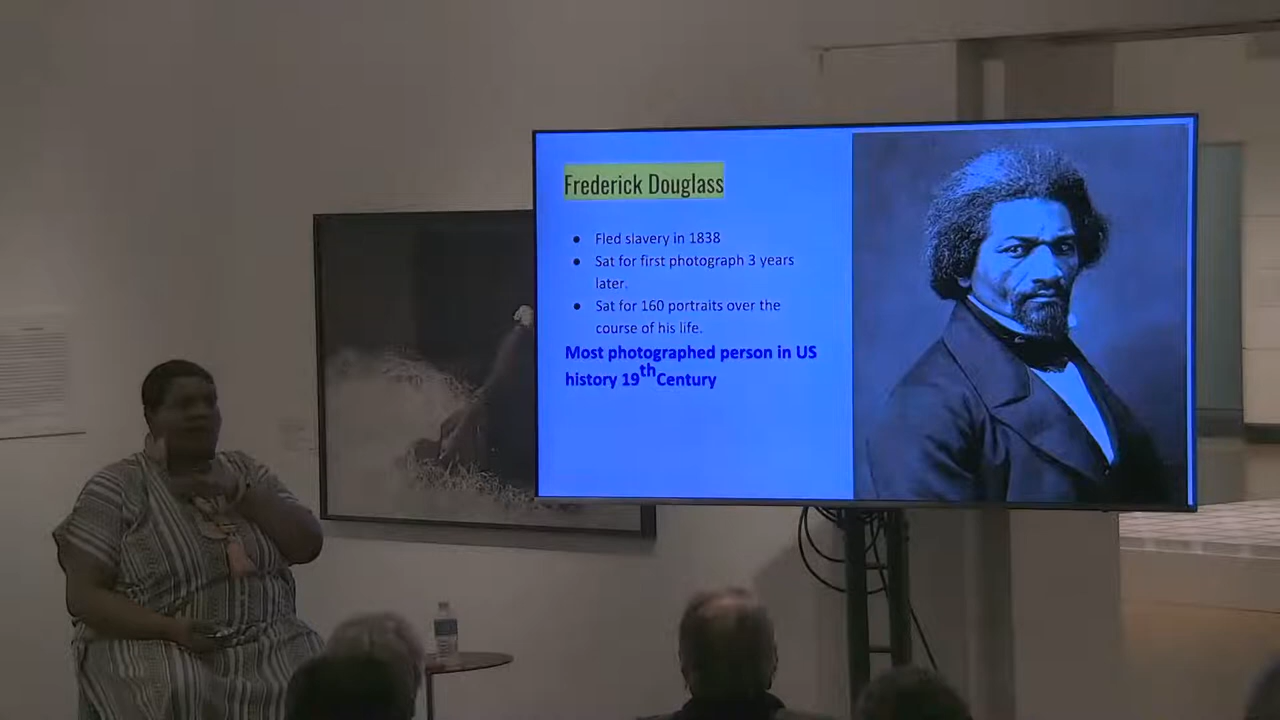 Frederick Douglass
● Fled slavery in 1838
● Sat for first photograph 3 years
later.
● Sat for 160 portraits over the
course of his life.
Most photographed person in US
history 19th Century